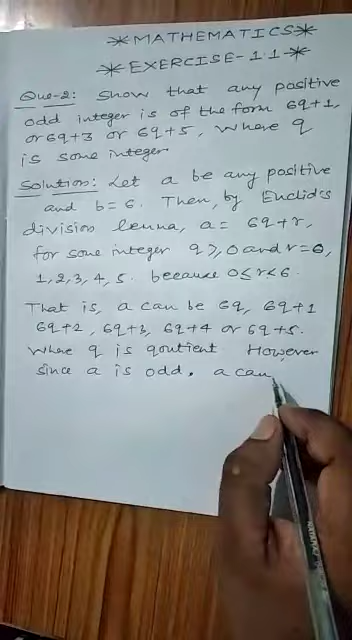 * MATHEMATICS *
* EXERCISE-1.1 *
Que-2: Show that any positive
odd integer is of the form 6q+1,
or 6q+3 or 6q+5, where q
is some integer
Solution: Let a be any positive
and b=6. Then, by Euclid's
division lemma, a = 6q+r,
for some integer q ≥, 0 and r=0,
1,2,3,4,5. because 0≤r<6.
That is, a can be 6q, 6q+1
6q+2, 6q+3, 6q+4 or 6q+5.
Where q is qoutient However
since a is odd. a can